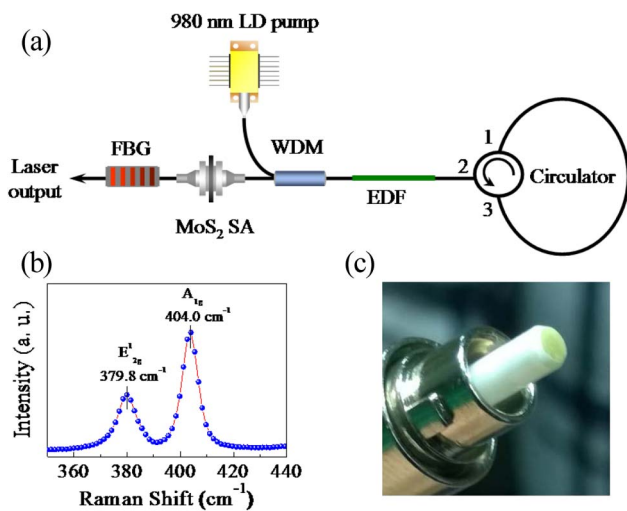 (a)
980 nm LD pump
FBG
WDM
1
Laser
output
2
Circulator
EDF
3
MoS₂ SA
(b)
(c)
A₁g
404.0 cm⁻¹
E¹₂g
379.8 cm⁻¹
Intensity (a. u.)
360 380 400 420 440
Raman Shift (cm⁻¹)